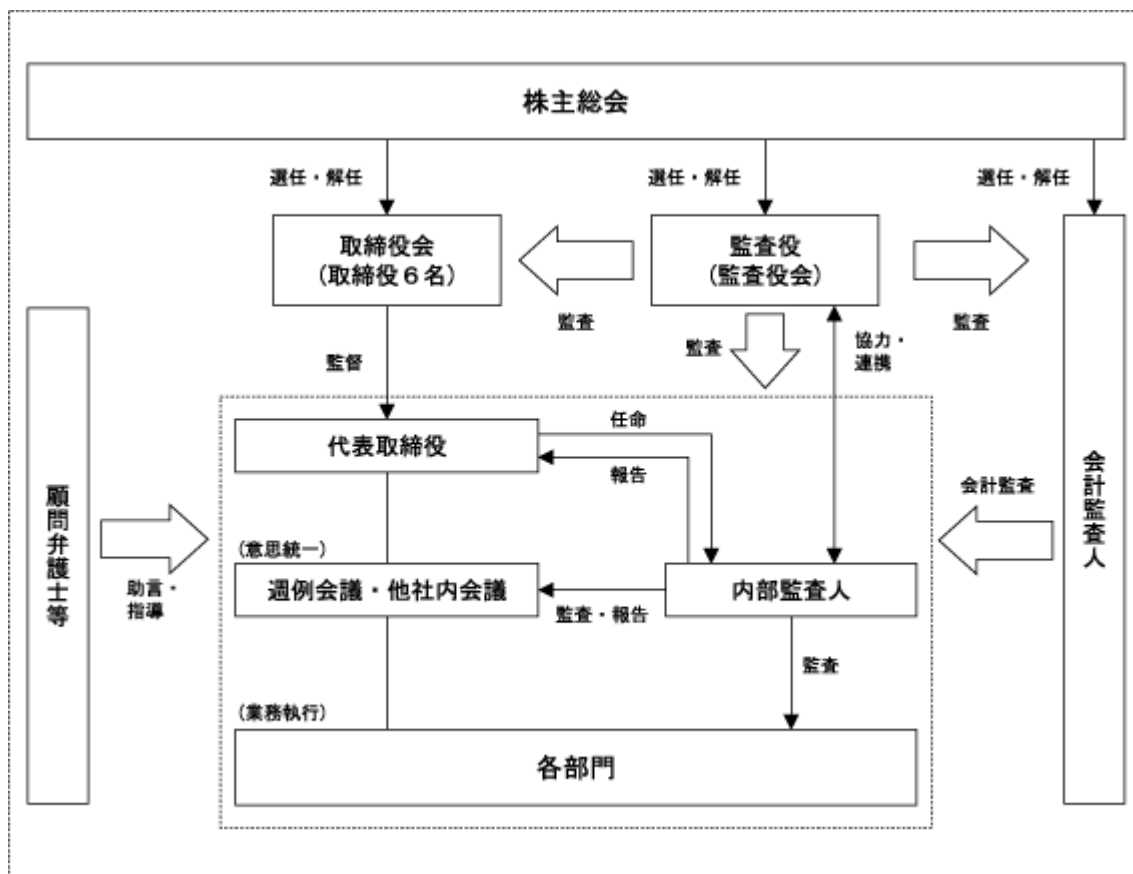 株主総会
選任・解任
選任・解任
選任・解任
取締役会
(取締役6名)
監査役
(監査役会)
監査
監査
監査
協力・
連携
監督
代表取締役
任命
報告
会計監査
会計監査人
顧問弁護士等
助言・
指導
(意思統一)
週例会議・他社内会議
監査・報告
内部監査人
監査
(業務執行)
各部門